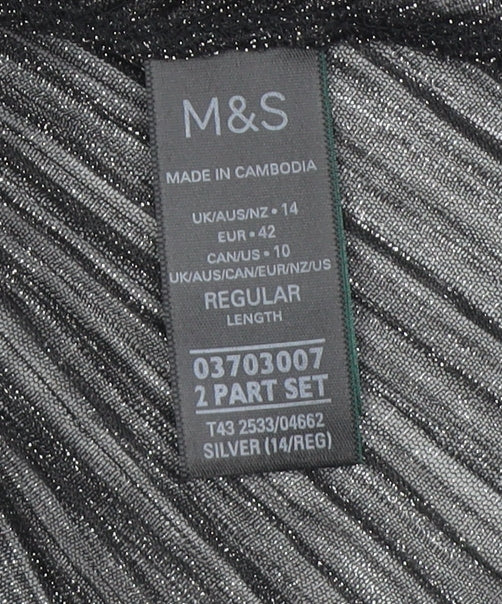 M&S
MADE IN CAMBODIA
UK/AUS/NZ • 14
EUR • 42
CAN/US • 10
UK/AUS/CAN/EUR/NZ/US
REGULAR
LENGTH
03703007
2 PART SET
T43 2533/04662
SILVER (14/REG)